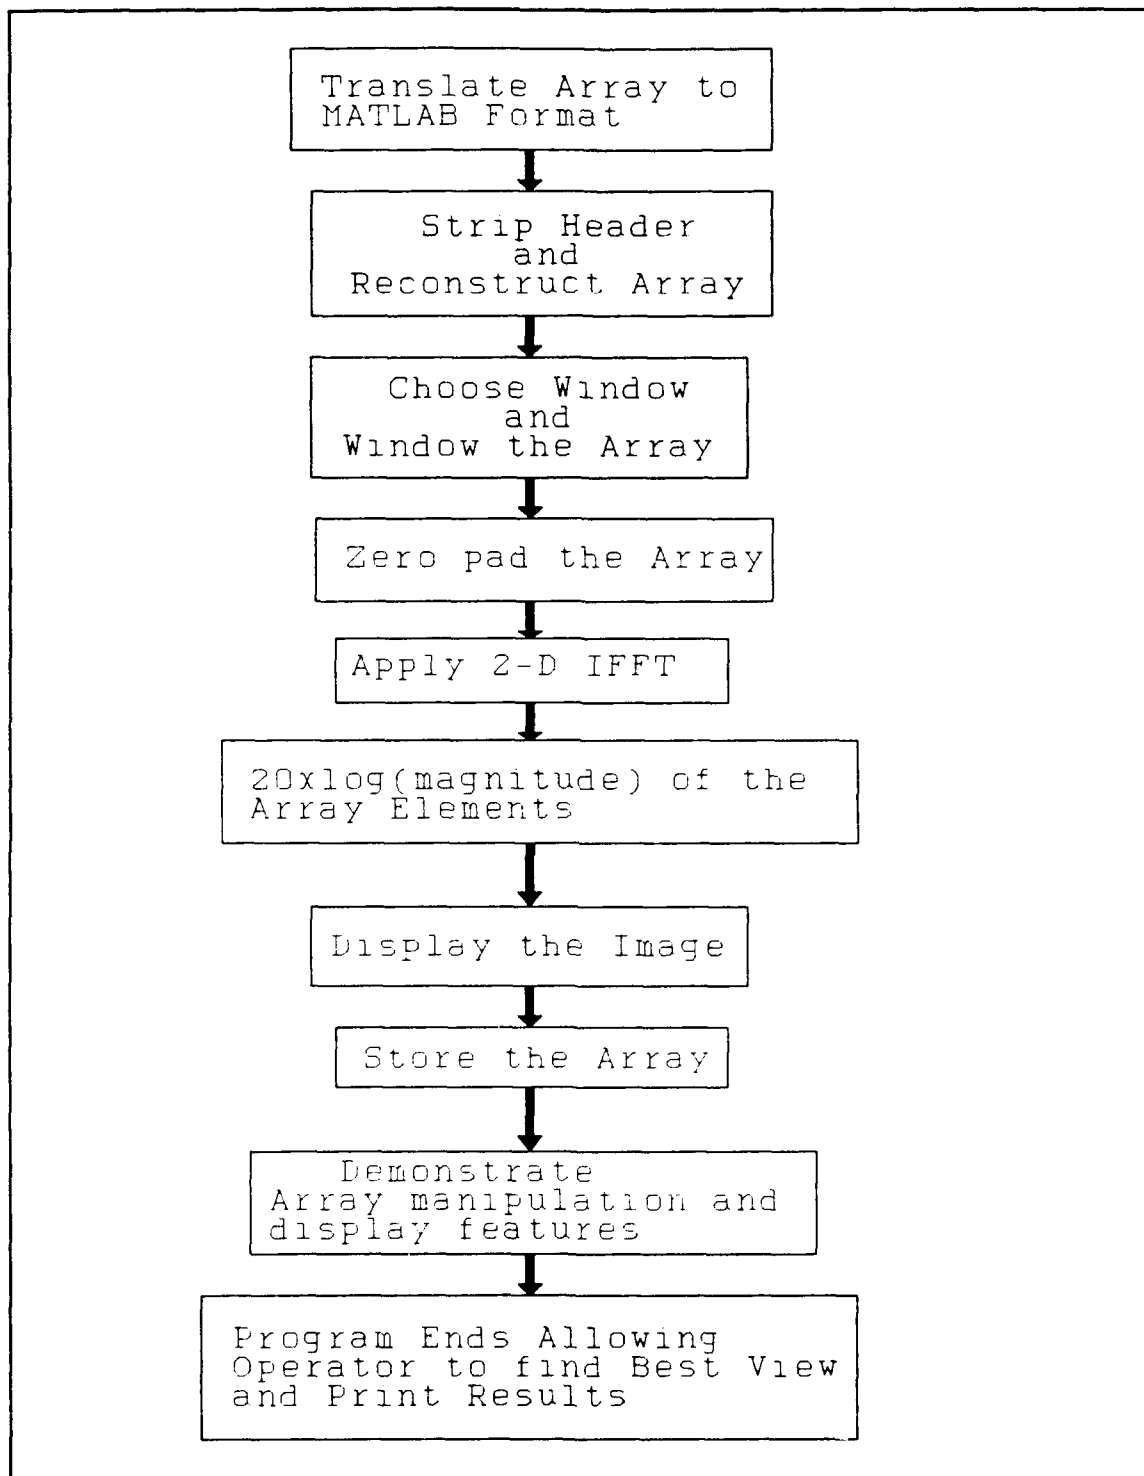 Translate Array to
MATLAB Format
Strip Header
and
Reconstruct Array
Choose Window
and
Window the Array
Zero pad the Array
Apply 2-D IFFT
20xlog(magnitude) of the
Array Elements
Display the Image
Store the Array
Demonstrate
Array manipulation and
display features
Program Ends Allowing
Operator to find Best View
and Print Results